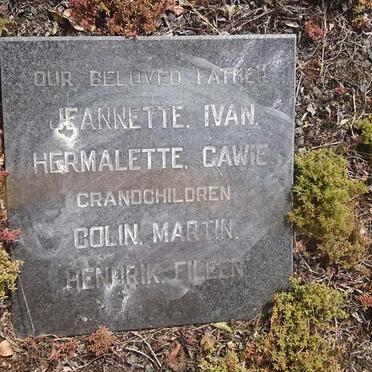 OUR BELOVED FATHER
JEANNETTE, IVAN,
HERMALETTE, CAWIE.
GRANDCHILDREN
COLIN, MARTIN,
HENDRIK, EILEEN